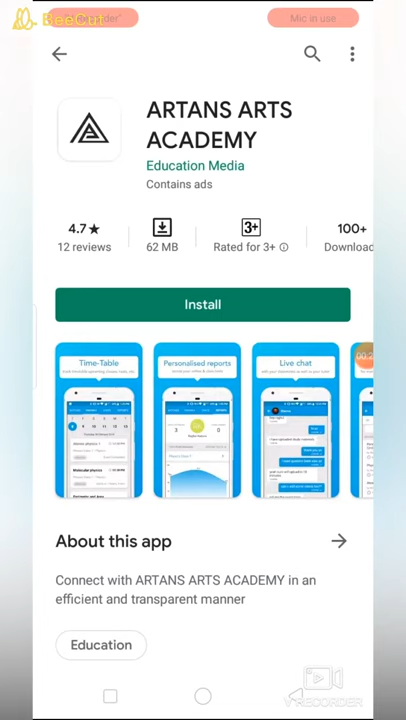 BeeCut
Mic in use
ARTANS ARTS
ACADEMY
Education Media
Contains ads
4.7★
12 reviews
62 MB
3+
Rated for 3+
100+
Download
Install
Time-Table
Personalised reports
Live chat
About this app
Connect with ARTANS ARTS ACADEMY in an
efficient and transparent manner
Education
V RECORDER